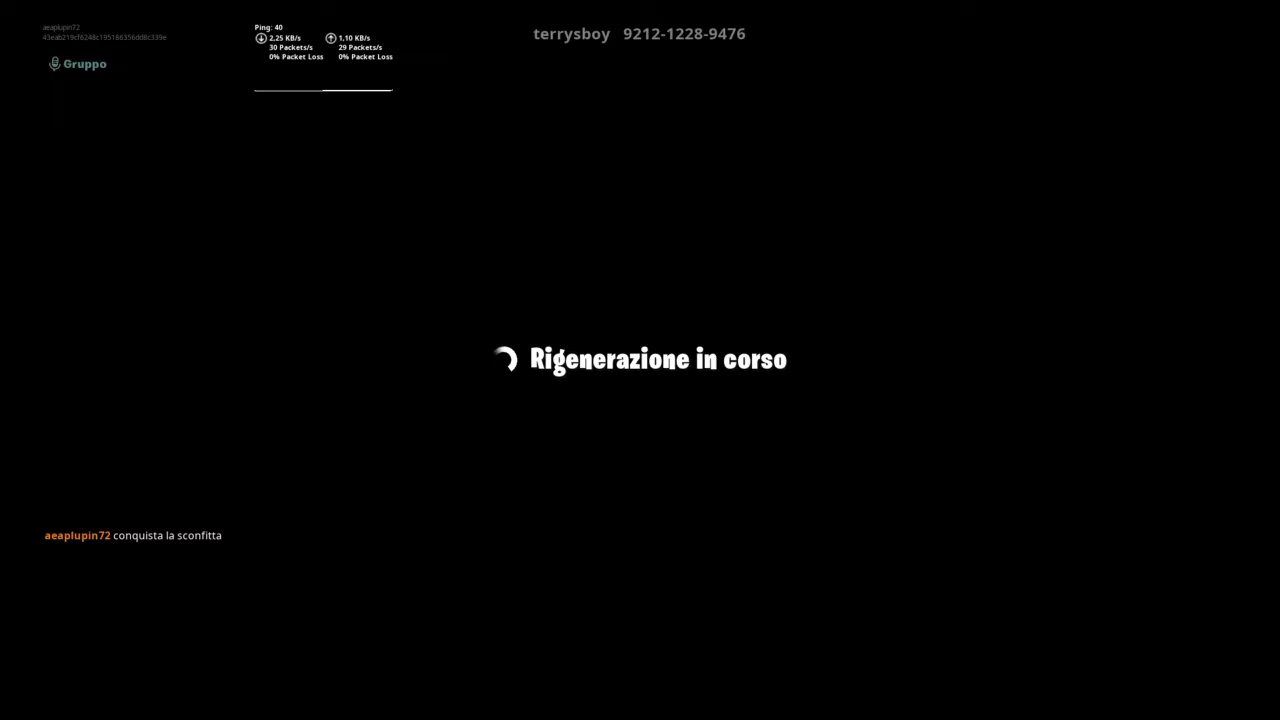 aeaplupin72
43eab219cf6248c195186356dd8c339e
Gruppo
Ping: 40
2,25 KB/s 1,10 KB/s
30 Packets/s 29 Packets/s
0% Packet Loss 0% Packet Loss
terrysboy 9212-1228-9476
Rigenerazione in corso
aeaplupin72 conquista la sconfitta